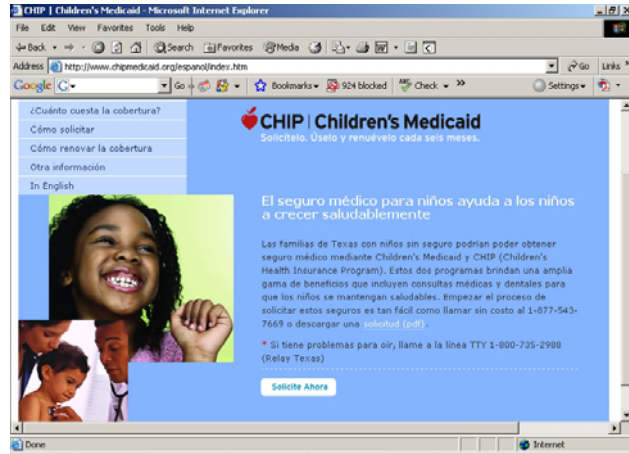 CHIP | Children's Medicaid - Microsoft Internet Explorer
File Edit View Favorites Tools Help
Back Search Favorites Media
Address http://www.chipmedicaid.org/espanol/index.htm Go Links »
Google Go Bookmarks 924 blocked Check » Settings
¿Cuánto cuesta la cobertura?
Cómo solicitar
Cómo renovar la cobertura
Otra información
In English
CHIP | Children's Medicaid
Solicítelo. Úselo y renuévelo cada seis meses.
El seguro médico para niños ayuda a los niños
a crecer saludablemente
Las familias de Texas con niños sin seguro podrían poder obtener
seguro médico mediante Children's Medicaid y CHIP (Children's
Health Insurance Program). Estos dos programas brindan una amplia
gama de beneficios que incluyen consultas médicas y dentales para
que los niños se mantengan saludables. Empezar el proceso de
solicitar estos seguros es tan fácil como llamar sin costo al 1-877-543-
7669 o descargar una solicitud (pdf).
* Si tiene problemas para oír, llame a la línea TTY 1-800-735-2988
(Relay Texas)
Solicite Ahora
Done Internet